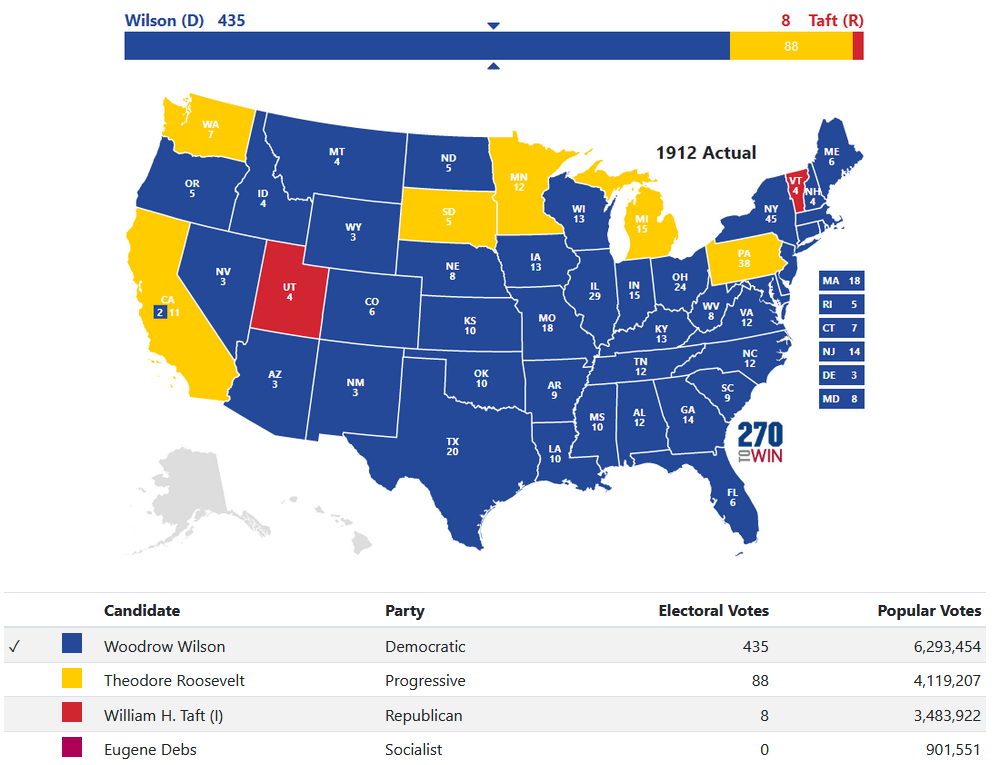 Wilson (D) 435
8 Taft (R)
88
1912 Actual
WA
7
OR
5
CA
2 11
ID
4
NV
3
MT
4
WY
3
UT
4
AZ
3
CO
6
NM
3
ND
5
SD
5
NE
8
KS
10
OK
10
TX
20
MN
12
IA
13
MO
18
AR
9
LA
10
WI
13
IL
29
MI
15
IN
15
OH
24
KY
13
TN
12
MS
10
AL
12
GA
14
FL
6
SC
9
NC
12
VA
12
WV
8
PA
38
NY
45
VT
4
NH
4
ME
6
MA 18
RI 5
CT 7
NJ 14
DE 3
MD 8
270
TO WIN
Candidate Party Electoral Votes Popular Votes
✓ Woodrow Wilson Democratic 435 6,293,454
Theodore Roosevelt Progressive 88 4,119,207
William H. Taft (I) Republican 8 3,483,922
Eugene Debs Socialist 0 901,551